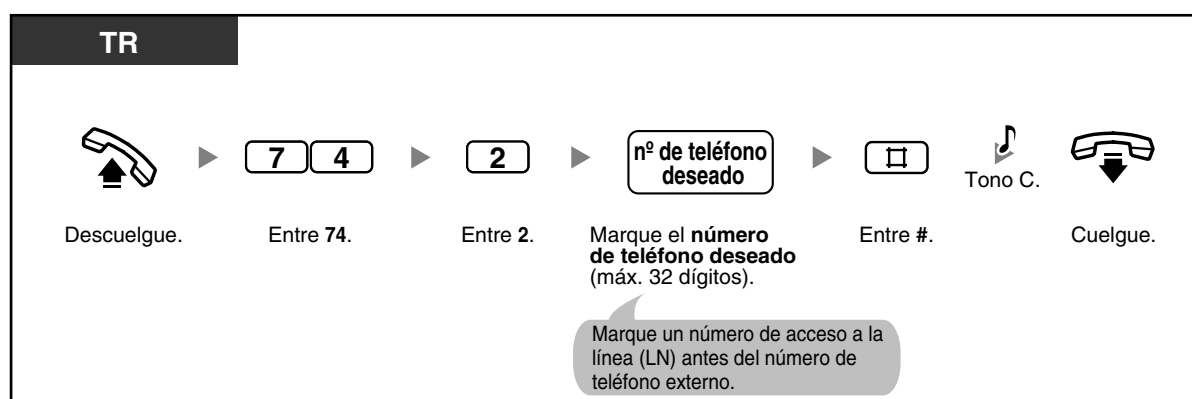 TR
7 4
2
nº de teléfono
deseado
#
Tono C.
Descuelgue.
Entre 74.
Entre 2.
Marque el número
de teléfono deseado
(máx. 32 dígitos).
Entre #.
Cuelgue.
Marque un número de acceso a la
línea (LN) antes del número de
teléfono externo.